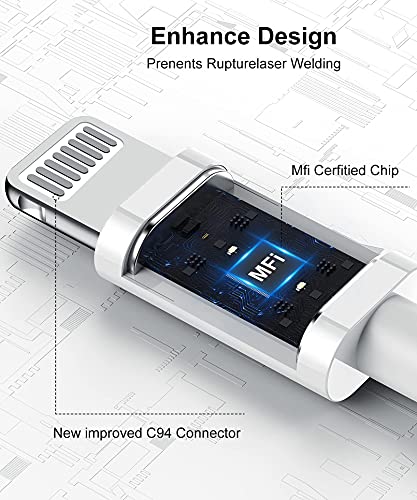 Enhance Design
Prenents Rupturelaser Welding
Mfi Cerfitied Chip
MFi
New improved C94 Connector